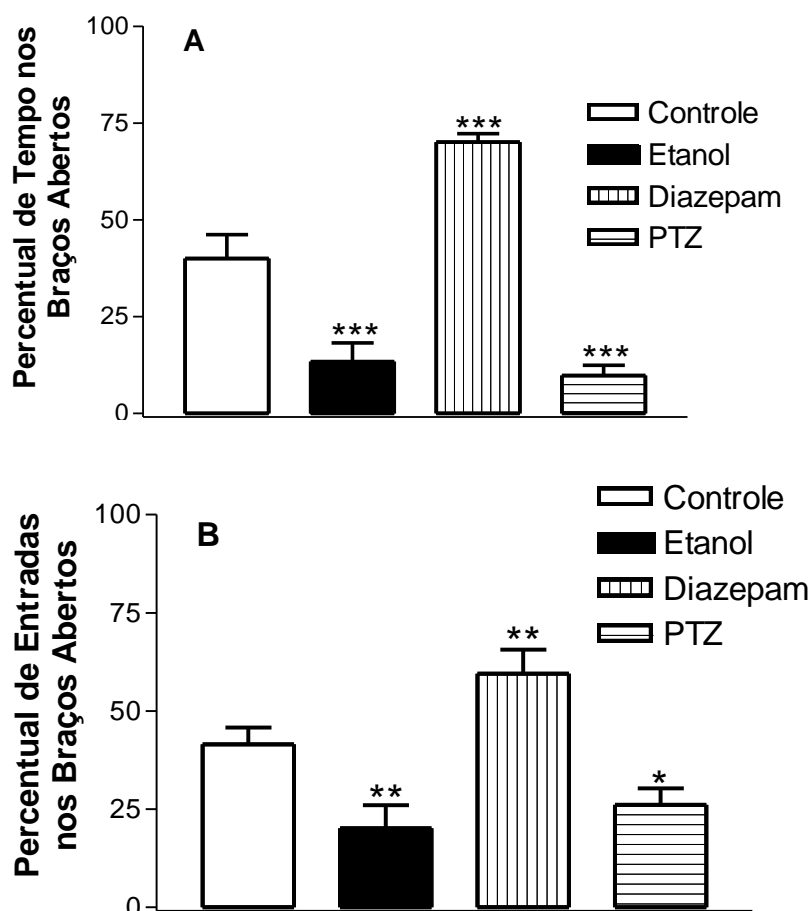 100
A
***
75
Controle
Etanol
Diazepam
PTZ
Percentual de Tempo nos
Braços Abertos
50
25
***
***
0
100
B
Controle
Etanol
Diazepam
PTZ
75
**
Percentual de Entradas
nos Braços Abertos
50
**
*
25
0